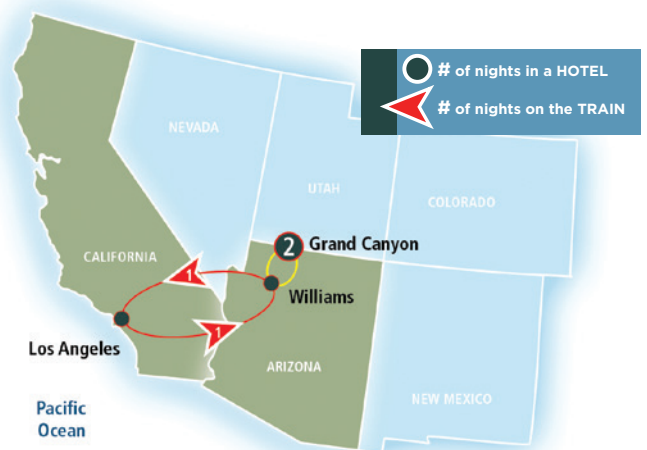 # of nights in a HOTEL
# of nights on the TRAIN
NEVADA
UTAH
COLORADO
CALIFORNIA
2
Grand Canyon
1
Williams
1
Los Angeles
ARIZONA
NEW MEXICO
Pacific
Ocean